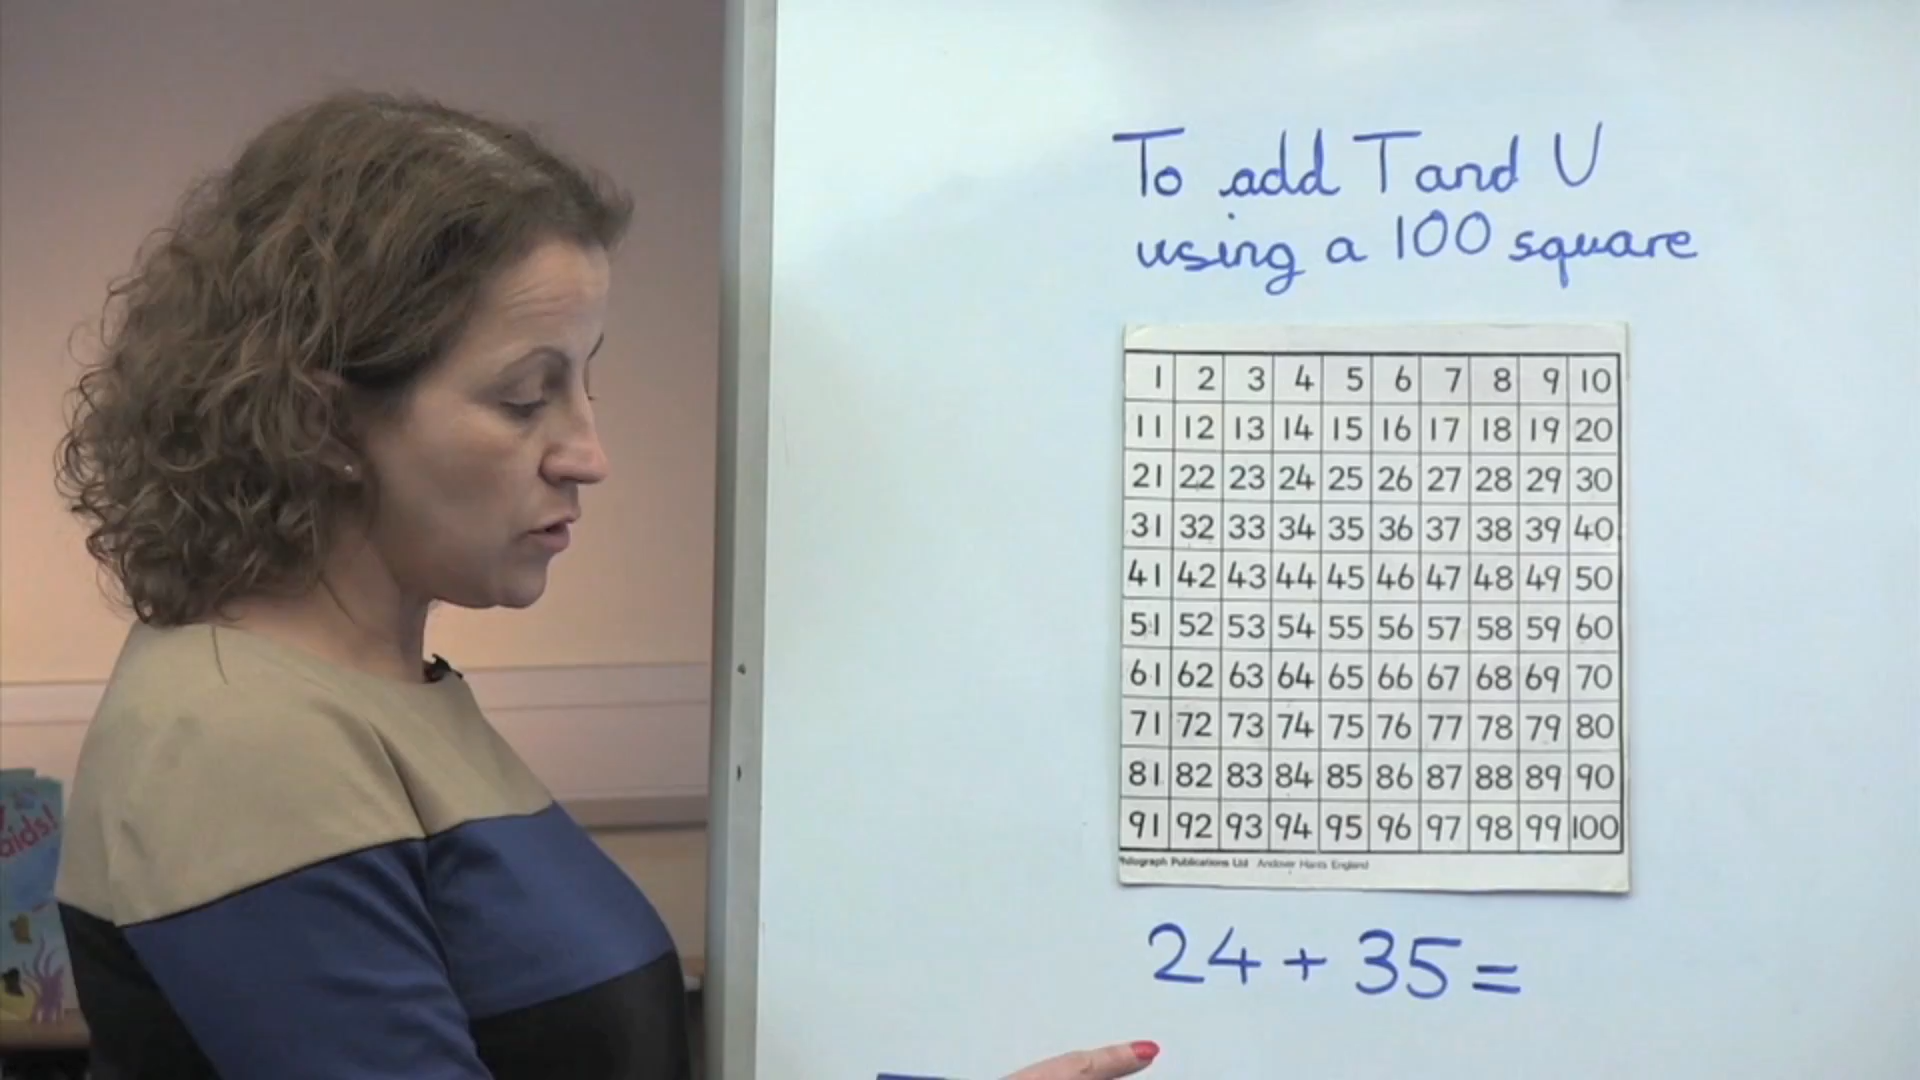 To add T and U
using a 100 square
1 2 3 4 5 6 7 8 9 10
11 12 13 14 15 16 17 18 19 20
21 22 23 24 25 26 27 28 29 30
31 32 33 34 35 36 37 38 39 40
41 42 43 44 45 46 47 48 49 50
51 52 53 54 55 56 57 58 59 60
61 62 63 64 65 66 67 68 69 70
71 72 73 74 75 76 77 78 79 80
81 82 83 84 85 86 87 88 89 90
91 92 93 94 95 96 97 98 99 100
Publications Ltd Andover Hants England
24 + 35 =
aids!